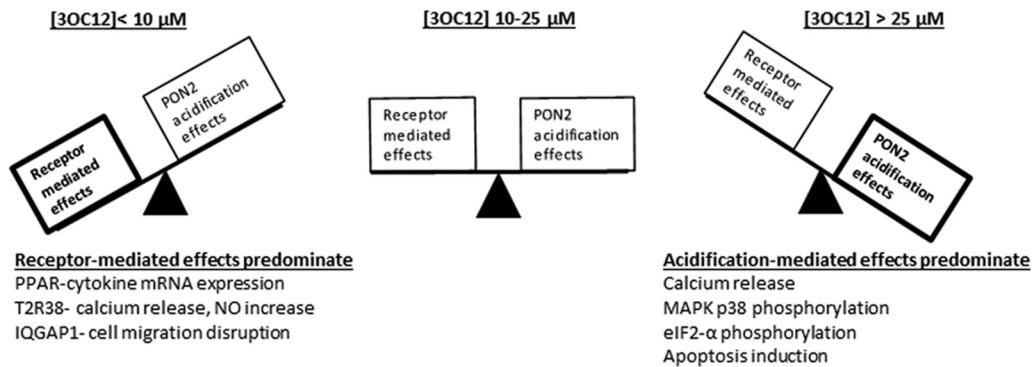 [3OC12]< 10 µM
[3OC12] 10-25 µM
[3OC12] > 25 µM
Receptor
mediated
effects
PON2
acidification
effects
Receptor
mediated
effects
PON2
acidification
effects
Receptor
mediated
effects
PON2
acidification
effects
Receptor-mediated effects predominate
PPAR-cytokine mRNA expression
T2R38- calcium release, NO increase
IQGAP1- cell migration disruption
Acidification-mediated effects predominate
Calcium release
MAPK p38 phosphorylation
eIF2-α phosphorylation
Apoptosis induction